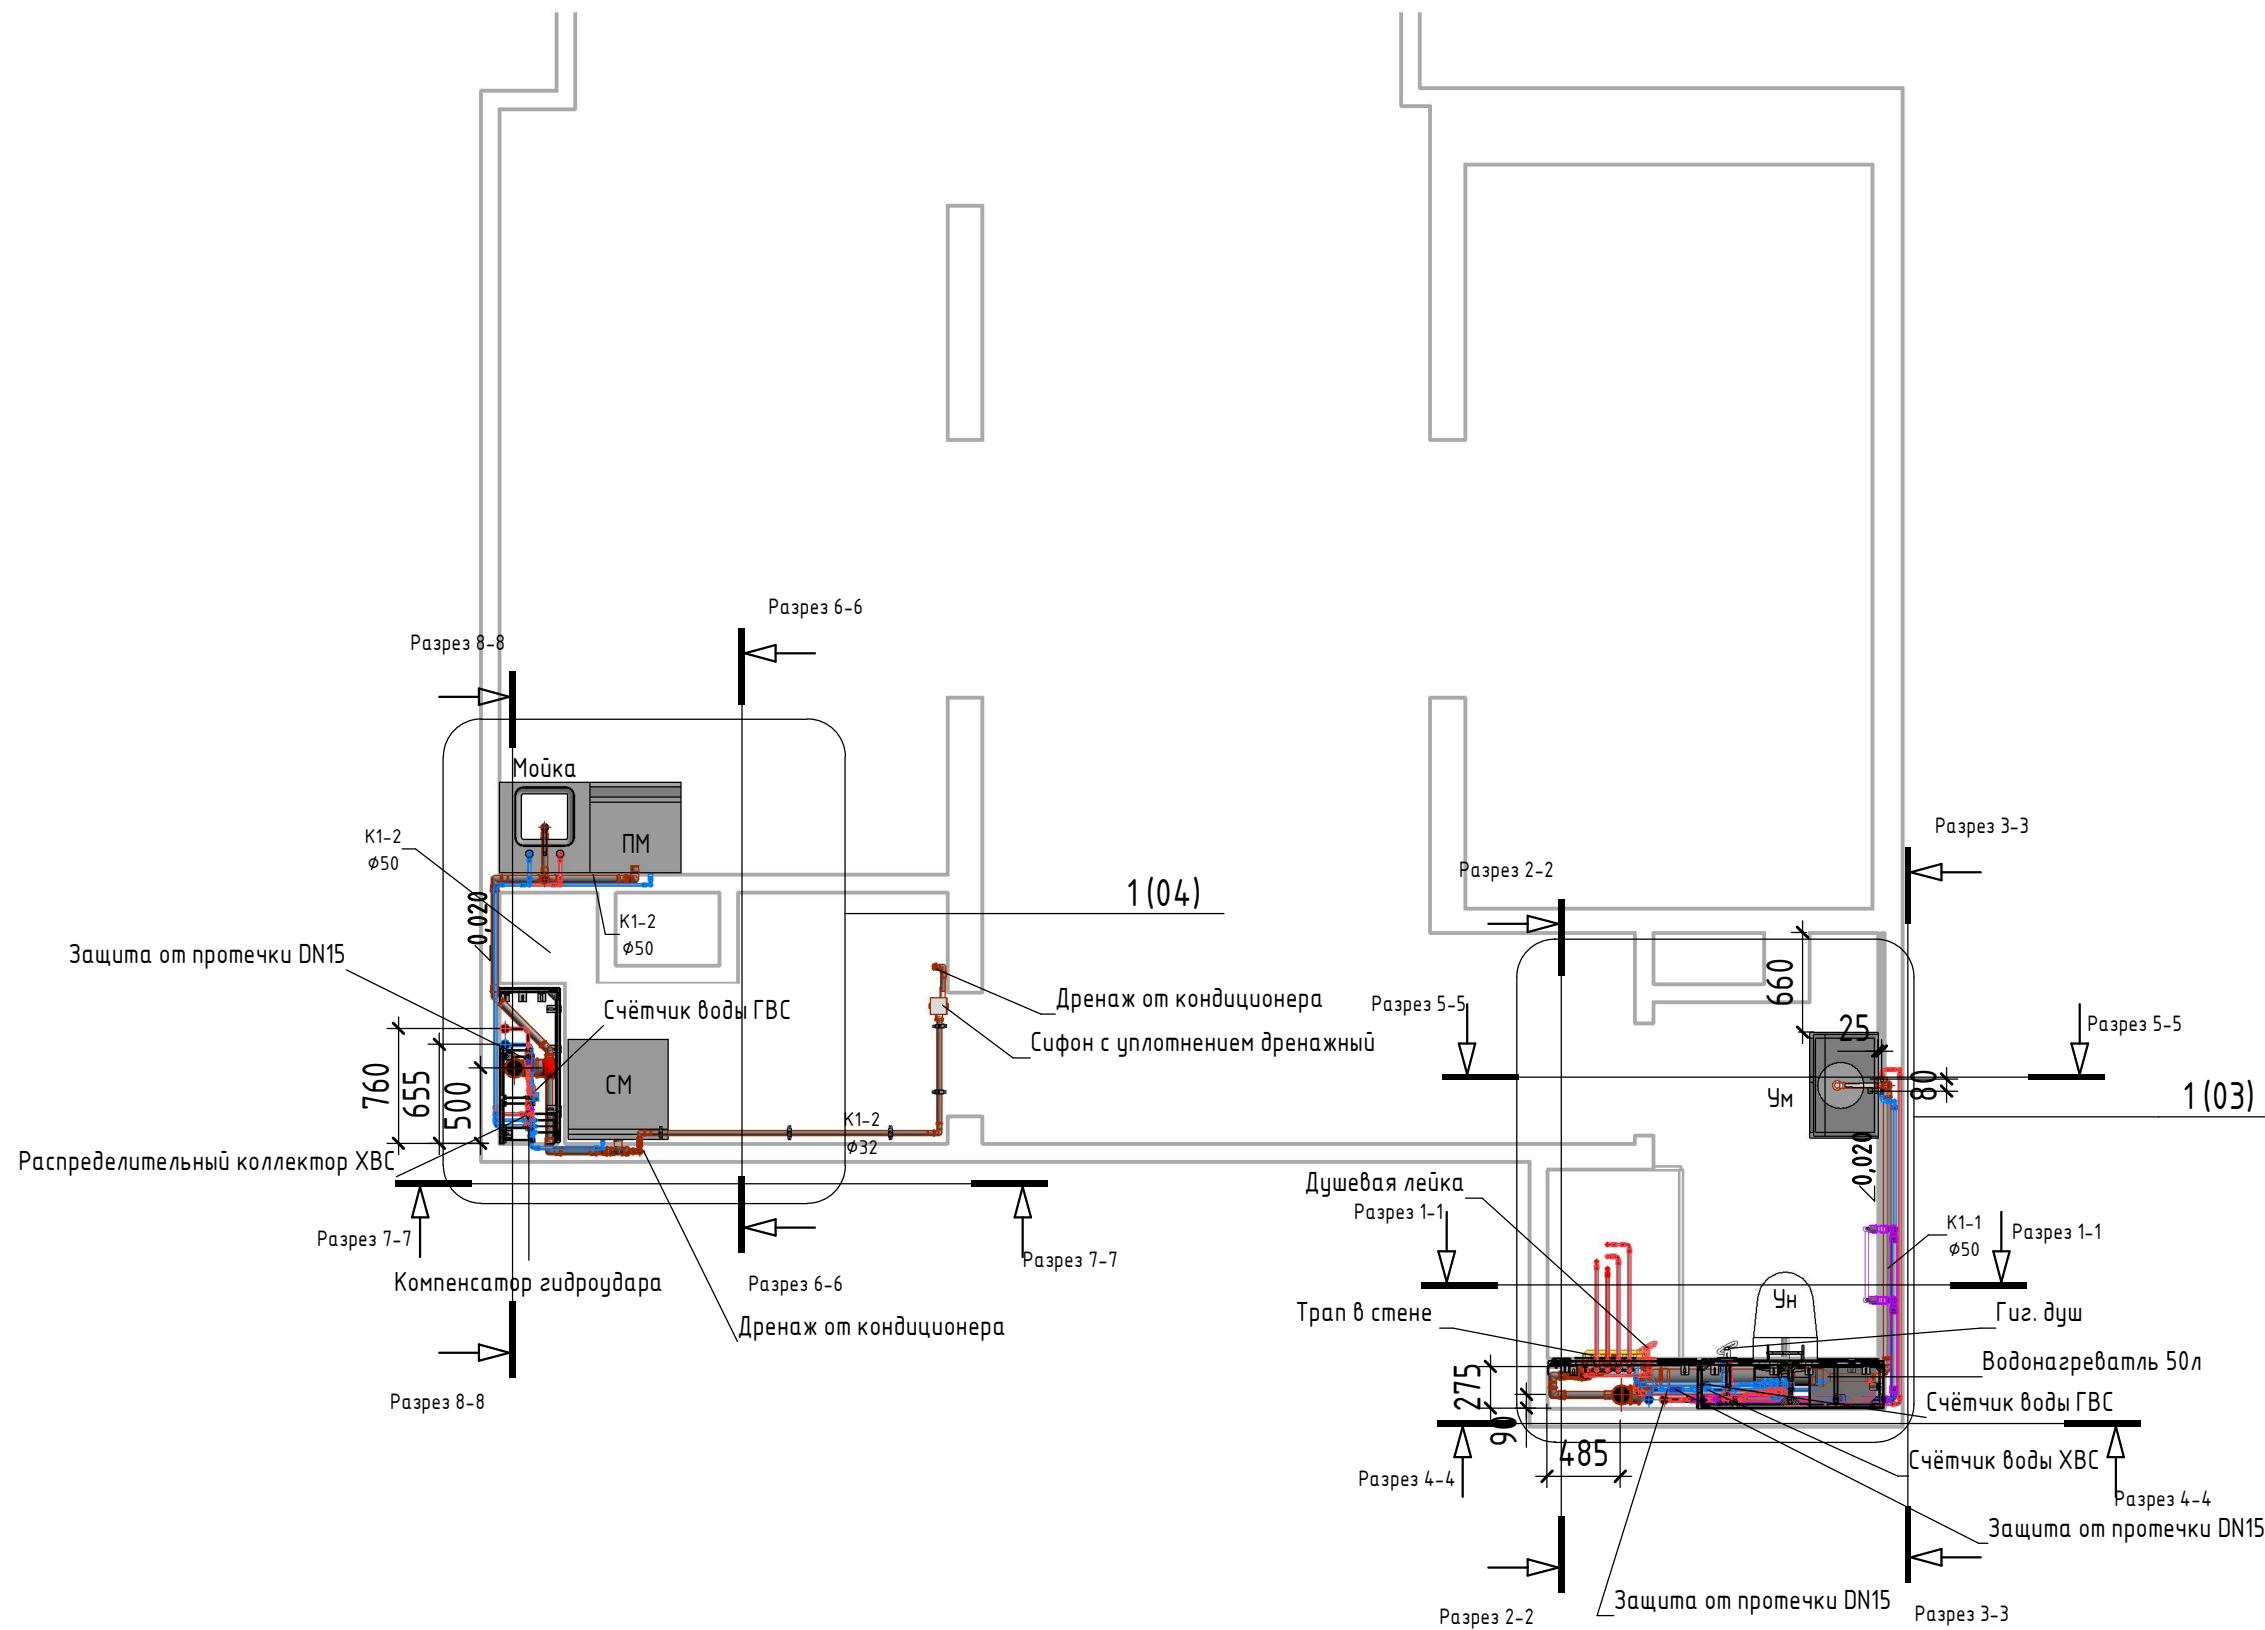 Разрез 6-6
Разрез 8-8
Мойка
ПМ
К1-2
ø50
0,020
К1-2
ø50
1(04)
Защита от протечки DN15
Счётчик воды ГВС
Дренаж от кондиционера
Сифон с уплотнением дренажный
СМ
760
655
500
К1-2
ø32
Распределительный коллектор ХВС
Разрез 7-7
Разрез 7-7
Компенсатор гидроудара
Разрез 6-6
Дренаж от кондиционера
Разрез 8-8
Разрез 3-3
Разрез 2-2
660
Разрез 5-5
25
Разрез 5-5
80
Ум
1(03)
0,020
Душевая лейка
Разрез 1-1
К1-1
ø50
Разрез 1-1
Трап в стене
Ун
Гиг. душ
Водонагреватль 50л
275
Счётчик воды ГВС
90
485
Счётчик воды ХВС
Разрез 4-4
Разрез 4-4
Защита от протечки DN15
Защита от протечки DN15
Разрез 2-2
Разрез 3-3